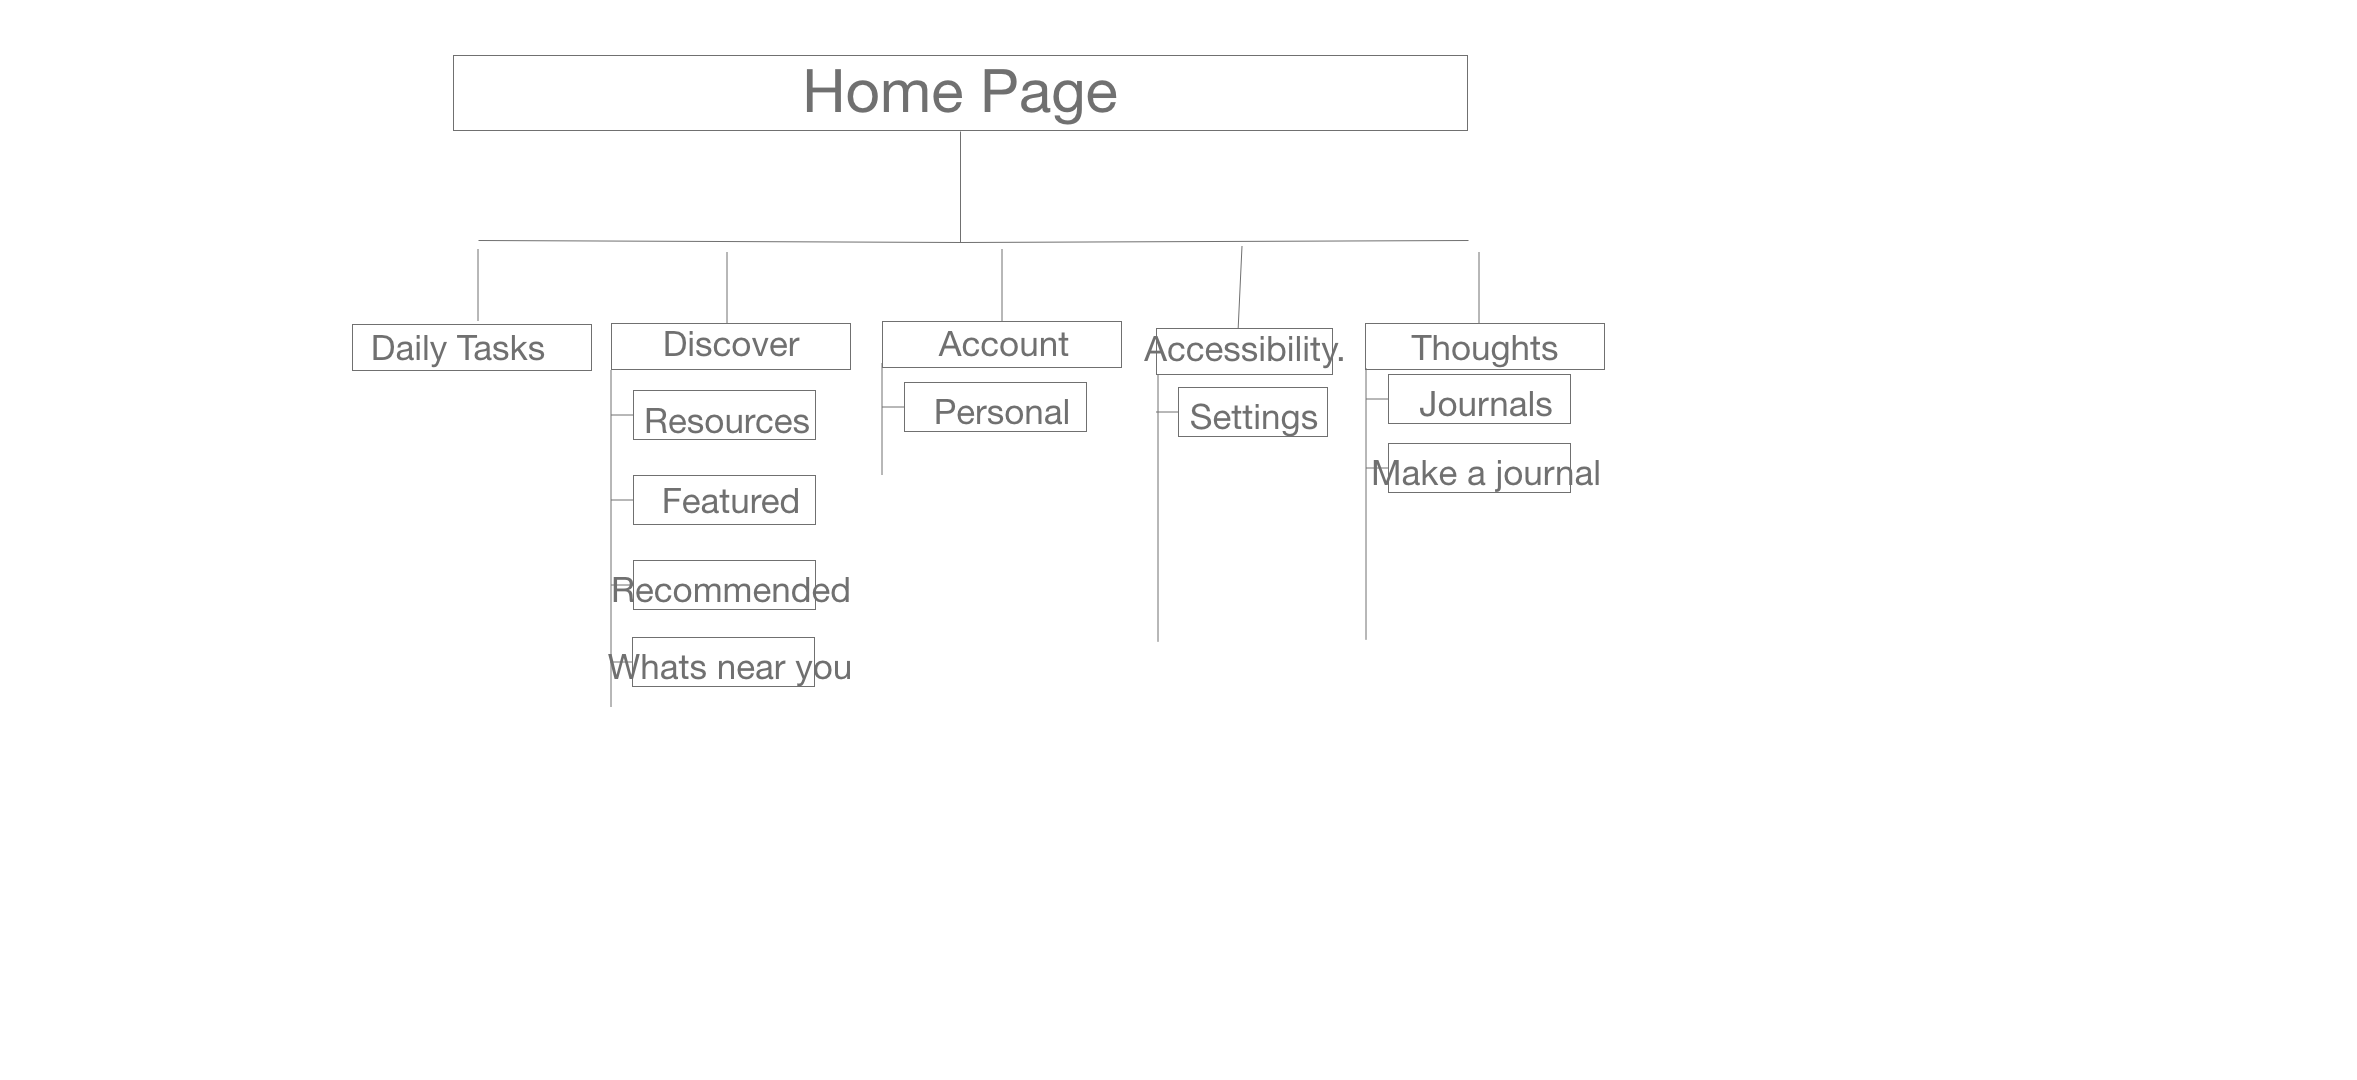 Home Page
Daily Tasks
Discover
Resources
Featured
Recommended
Whats near you
Account
Personal
Accessibility.
Settings
Thoughts
Journals
Make a journal